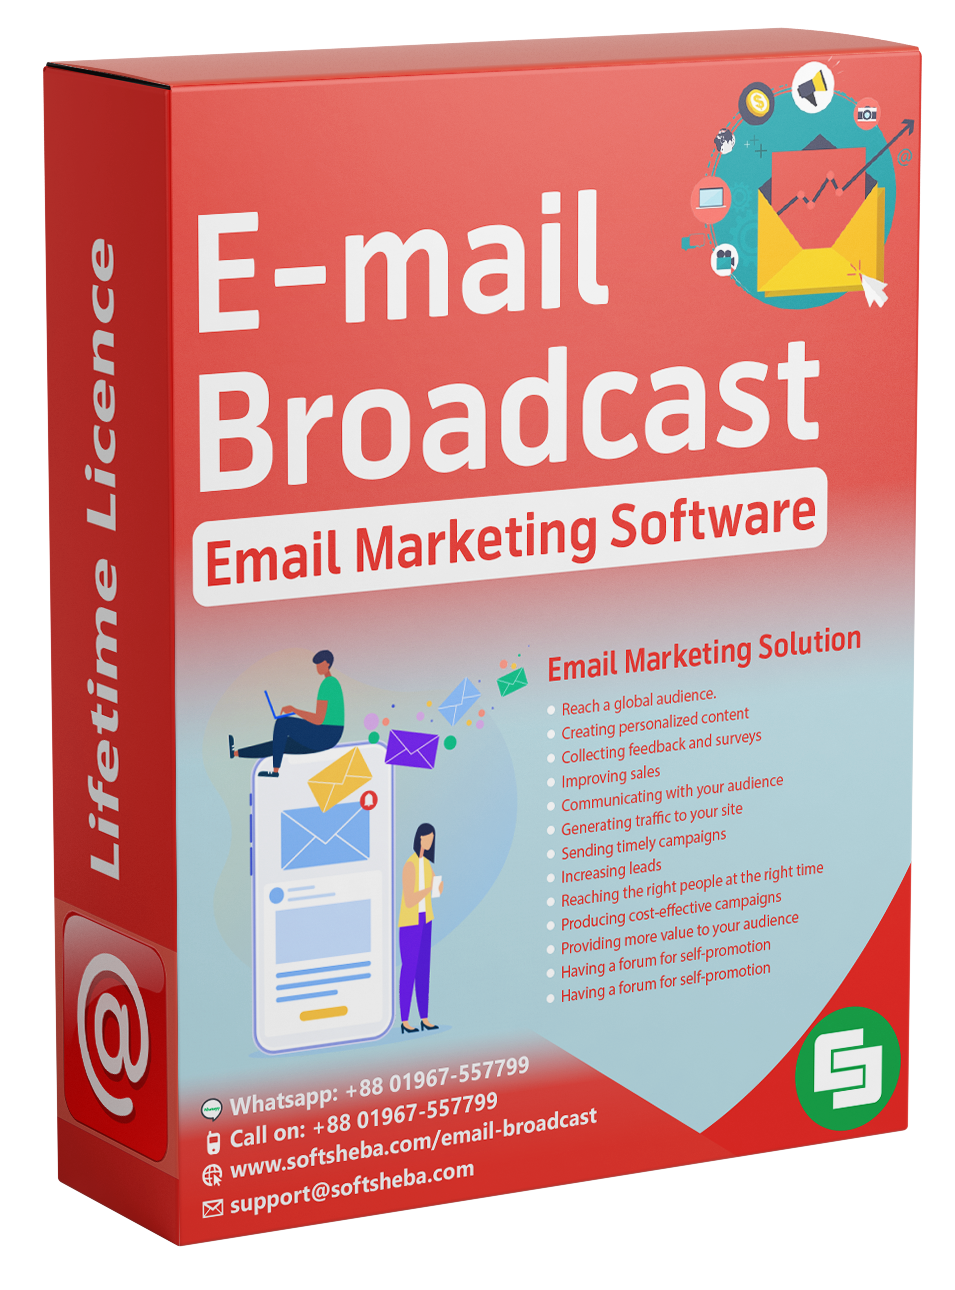 Lifetime Licence
E-mail
Broadcast
Email Marketing Software
Email Marketing Solution
Reach a global audience.
Creating personalized content
Collecting feedback and surveys
Improving sales
Communicating with your audience
Generating traffic to your site
Sending timely campaigns
Increasing leads
Reaching the right people at the right time
Producing cost-effective campaigns
Providing more value to your audience
Having a forum for self-promotion
Having a forum for self-promotion
Whatsapp: +88 01967-557799
Call on: +88 01967-557799
www.softsheba.com/email-broadcast
support@softsheba.com